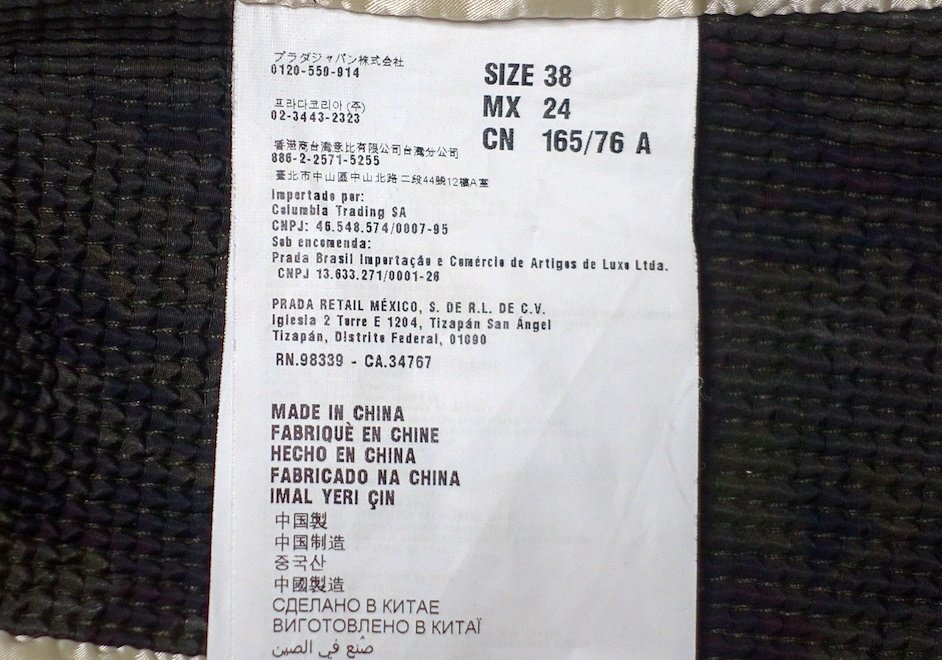 プラダジャパン株式会社
0120-559-914
프라다코리아 (주)
02-3443-2323
香港商台灣意比有限公司台灣分公司
886-2-2571-5255
臺北市中山區中山北路二段44號12樓A室
SIZE 38
MX 24
CN 165/76 A
Importado por:
Columbia Trading SA
CNPJ: 46.548.574/0007-95
Sob encomenda:
Prada Brasil Importação e Comércio de Artigos de Luxo Ltda.
CNPJ 13.633.271/0001-26
PRADA RETAIL MÉXICO, S. DE R.L. DE C.V.
Iglesia 2 Torre E 1204, Tizapán San Ángel
Tizapán, Distrito Federal, 01090
RN.98339 - CA.34767
MADE IN CHINA
FABRIQUÈ EN CHINE
HECHO EN CHINA
FABRICADO NA CHINA
IMAL YERI ÇIN
中国製
中国制造
중국산
中國製造
СДЕЛАНО В КИТАЕ
ВИГОТОВЛЕНО В КИТАЇ
صُنع في الصين